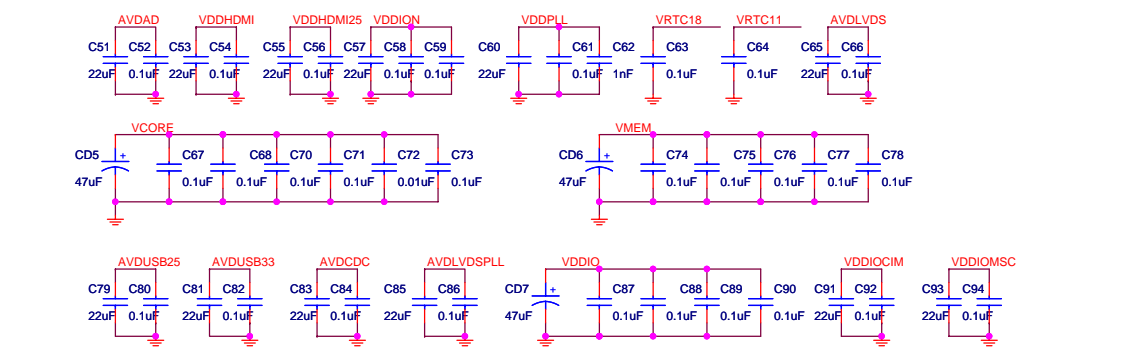 AVDAD VDDHDMI VDDHDMI25 VDDION VDDPLL VRTC18 VRTC11 AVDLVDS
C51 C52 C53 C54 C55 C56 C57 C58 C59 C60 C61 C62 C63 C64 C65 C66
22uF 0.1uF 22uF 0.1uF 22uF 0.1uF 22uF 0.1uF 0.1uF 22uF 0.1uF 1nF 0.1uF 0.1uF 22uF 0.1uF
VCORE VMEM
CD5 + C67 C68 C70 C71 C72 C73 CD6 + C74 C75 C76 C77 C78
47uF 0.1uF 0.1uF 0.1uF 0.1uF 0.01uF 0.1uF 47uF 0.1uF 0.1uF 0.1uF 0.1uF 0.1uF
AVDUSB25 AVDUSB33 AVDCDC AVDLVDSPLL VDDIO VDDIOCIM VDDIOMSC
C79 C80 C81 C82 C83 C84 C85 C86 CD7 + C87 C88 C89 C90 C91 C92 C93 C94
22uF 0.1uF 22uF 0.1uF 22uF 0.1uF 22uF 0.1uF 47uF 0.1uF 0.1uF 0.1uF 0.1uF 22uF 0.1uF 22uF 0.1uF